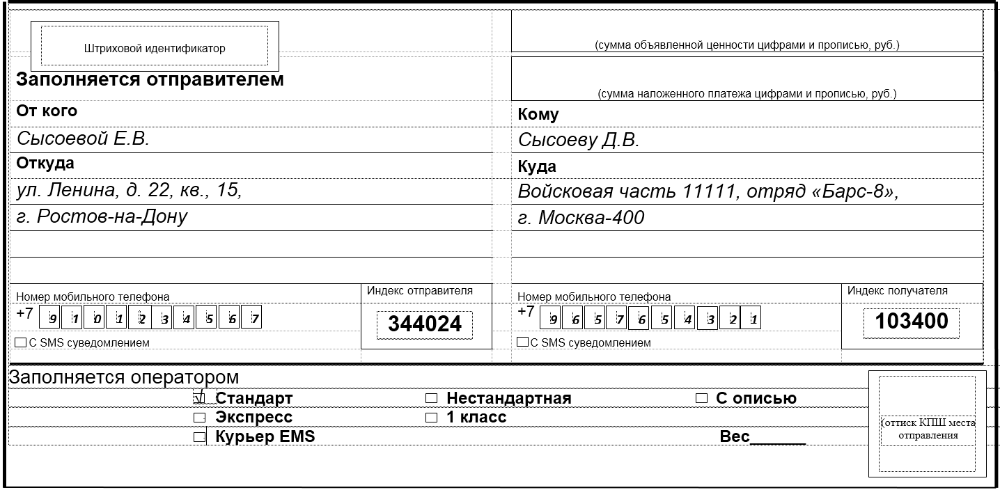 Штриховой идентификатор
(сумма объявленной ценности цифрами и прописью, руб.)
Заполняется отправителем
(сумма наложенного платежа цифрами и прописью, руб.)
От кого
Сысоевой Е.В.
Откуда
ул. Ленина, д. 22, кв., 15,
г. Ростов-на-Дону
Номер мобильного телефона
+7 9 1 0 1 2 3 4 5 6 7
С SMS суведомлением
Индекс отправителя
344024
Кому
Сысоеву Д.В.
Куда
Войсковая часть 11111, отряд «Барс-8»,
г. Москва-400
Номер мобильного телефона
+7 9 6 5 7 6 5 4 3 2 1
С SMS суведомлением
Индекс получателя
103400
Заполняется оператором
√ Стандарт Нестандартная С описью
Экспресс 1 класс
Курьер EMS Вес______
(оттиск КПШ места
отправления